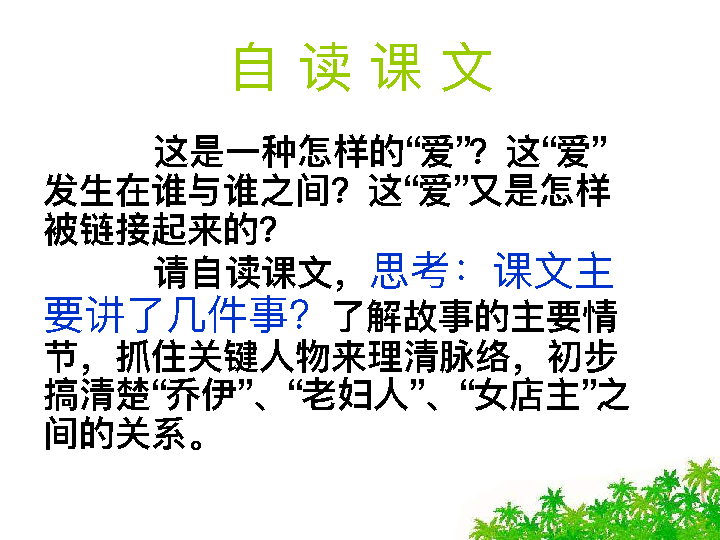 自 读 课 文
这是一种怎样的“爱”？这“爱”
发生在谁与谁之间？这“爱”又是怎样
被链接起来的？
请自读课文，思考：课文主
要讲了几件事？了解故事的主要情
节，抓住关键人物来理清脉络，初步
搞清楚“乔伊”、“老妇人”、“女店主”之
间的关系。